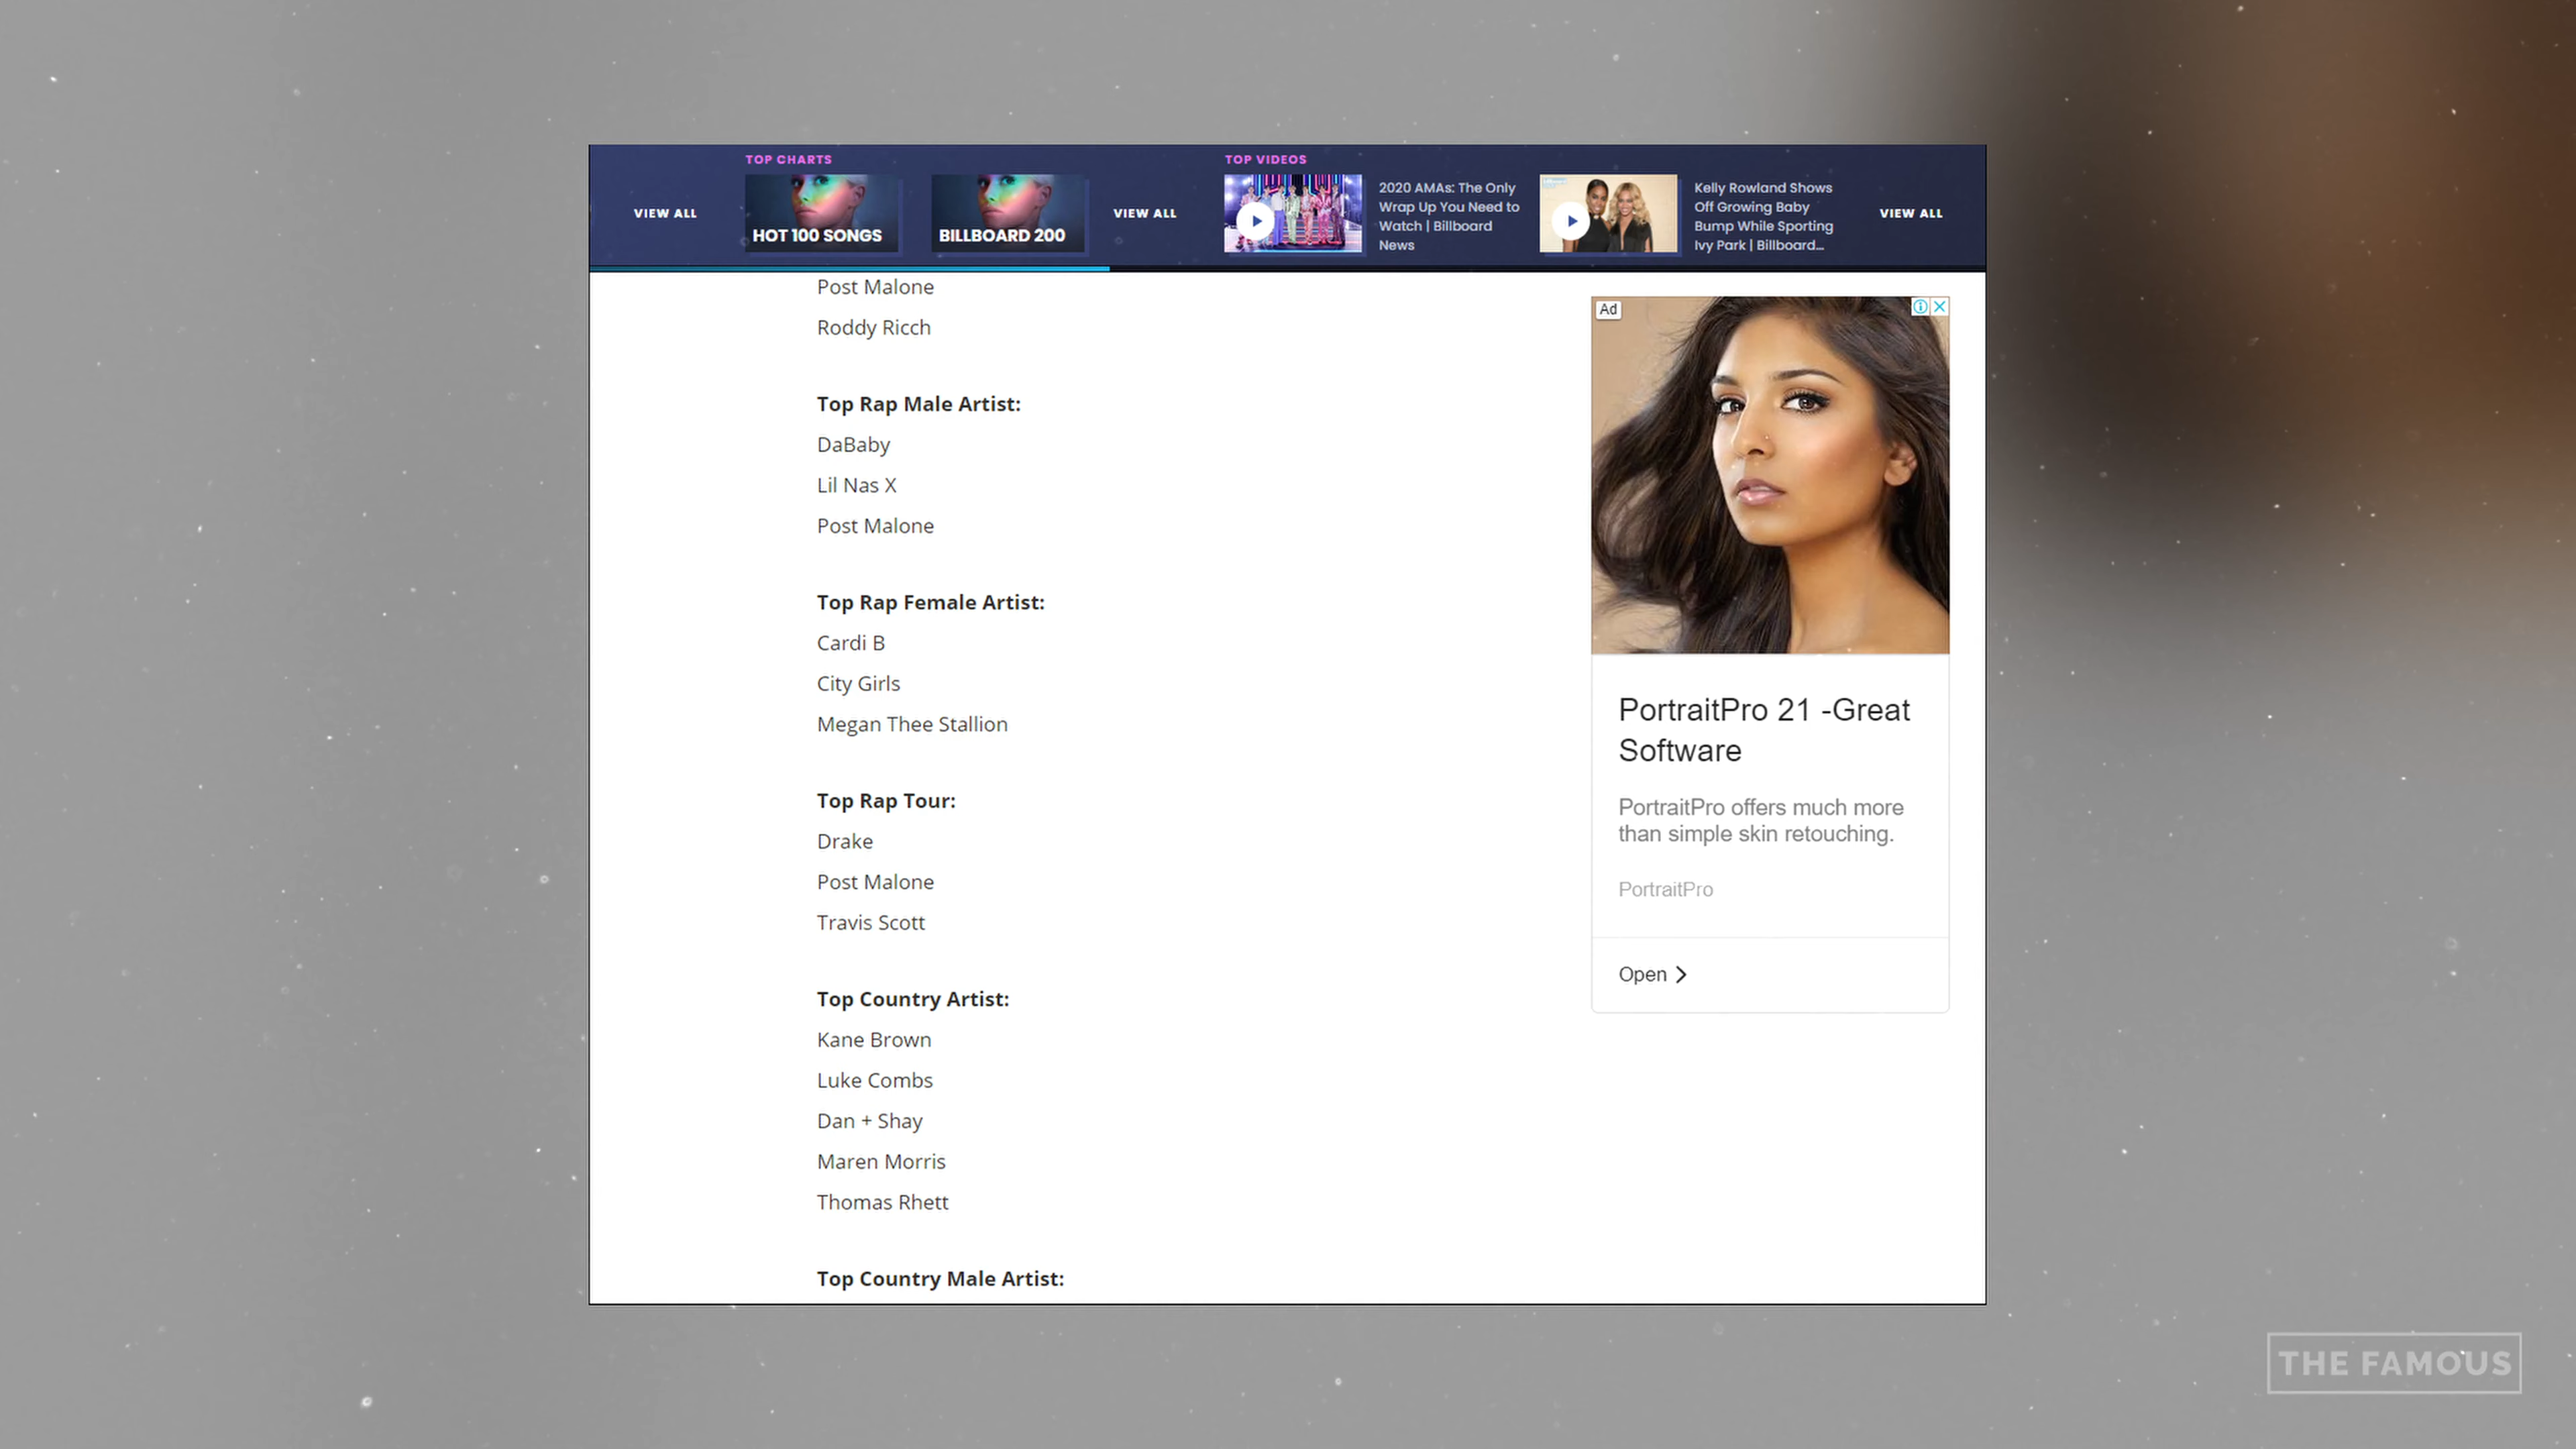 TOP CHARTS
TOP VIDEOS
VIEW ALL
HOT 100 SONGS
BILLBOARD 200
VIEW ALL
2020 AMAs: The Only
Wrap Up You Need to
Watch | Billboard
News
Kelly Rowland Shows
Off Growing Baby
Bump While Sporting
Ivy Park | Billboard...
VIEW ALL
Post Malone
Roddy Ricch
Top Rap Male Artist:
DaBaby
Lil Nas X
Post Malone
Top Rap Female Artist:
Cardi B
City Girls
Megan Thee Stallion
Top Rap Tour:
Drake
Post Malone
Travis Scott
Top Country Artist:
Kane Brown
Luke Combs
Dan + Shay
Maren Morris
Thomas Rhett
Top Country Male Artist:
Ad
PortraitPro 21 -Great
Software
PortraitPro offers much more
than simple skin retouching.
PortraitPro
Open
THE FAMOUS